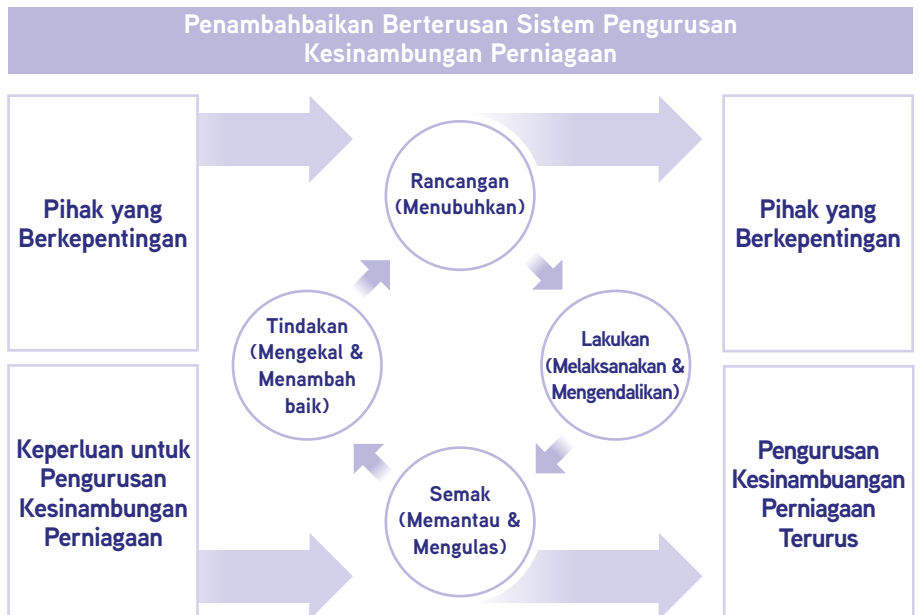 Penambahbaikan Berterusan Sistem Pengurusan
Kesinambungan Perniagaan
Pihak yang
Berkepentingan
Keperluan untuk
Pengurusan
Kesinambungan
Perniagaan
Rancangan
(Menubuhkan)
Lakukan
(Melaksanakan &
Mengendalikan)
Semak
(Memantau &
Mengulas)
Tindakan
(Mengekal &
Menambah
baik)
Pihak yang
Berkepentingan
Pengurusan
Kesinambuangan
Perniagaan
Terurus